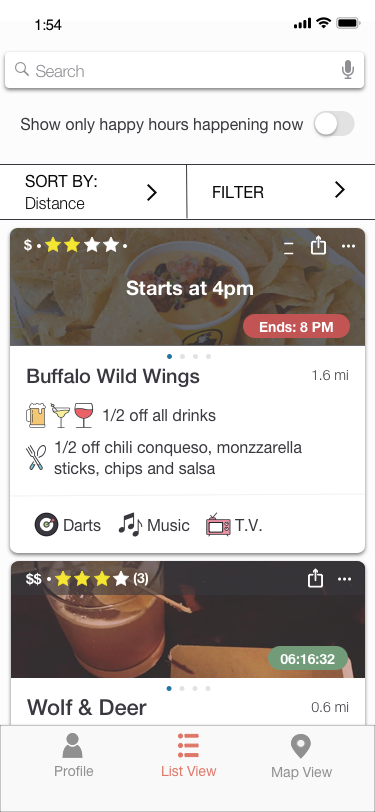 1:54
Search
Show only happy hours happening now
SORT BY:
Distance
FILTER
$ •
•
Starts at 4pm
Ends: 8 PM
Buffalo Wild Wings
1.6 mi
1/2 off all drinks
1/2 off chili conqueso, monzzarella
sticks, chips and salsa
Darts
Music
T.V.
$$ • (3)
06:16:32
Wolf & Deer
0.6 mi
Profile
List View
Map View